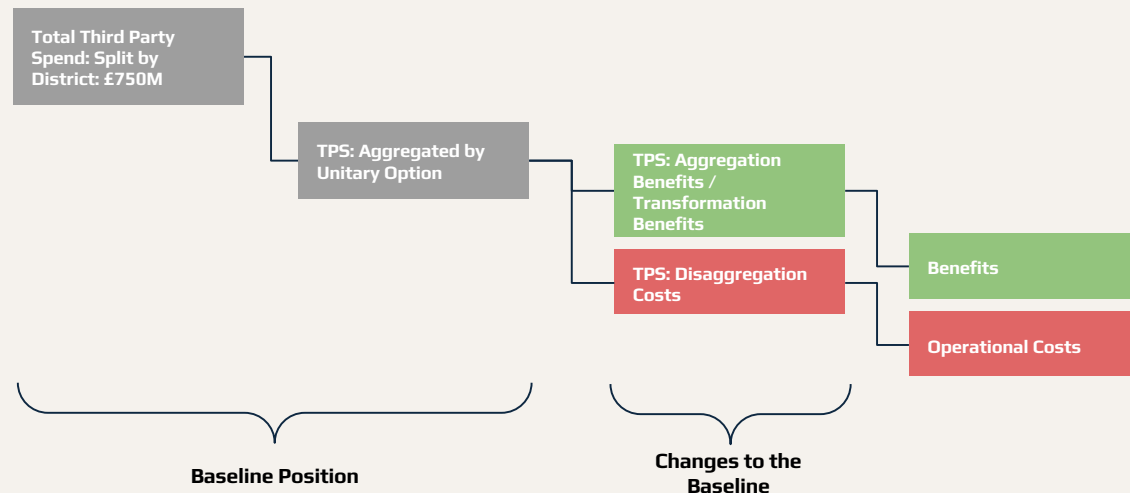 Total Third Party
Spend: Split by
District: £750M
TPS: Aggregated by
Unitary Option
TPS: Aggregation
Benefits /
Transformation
Benefits
TPS: Disaggregation
Costs
Benefits
Operational Costs
Baseline Position
Changes to the
Baseline